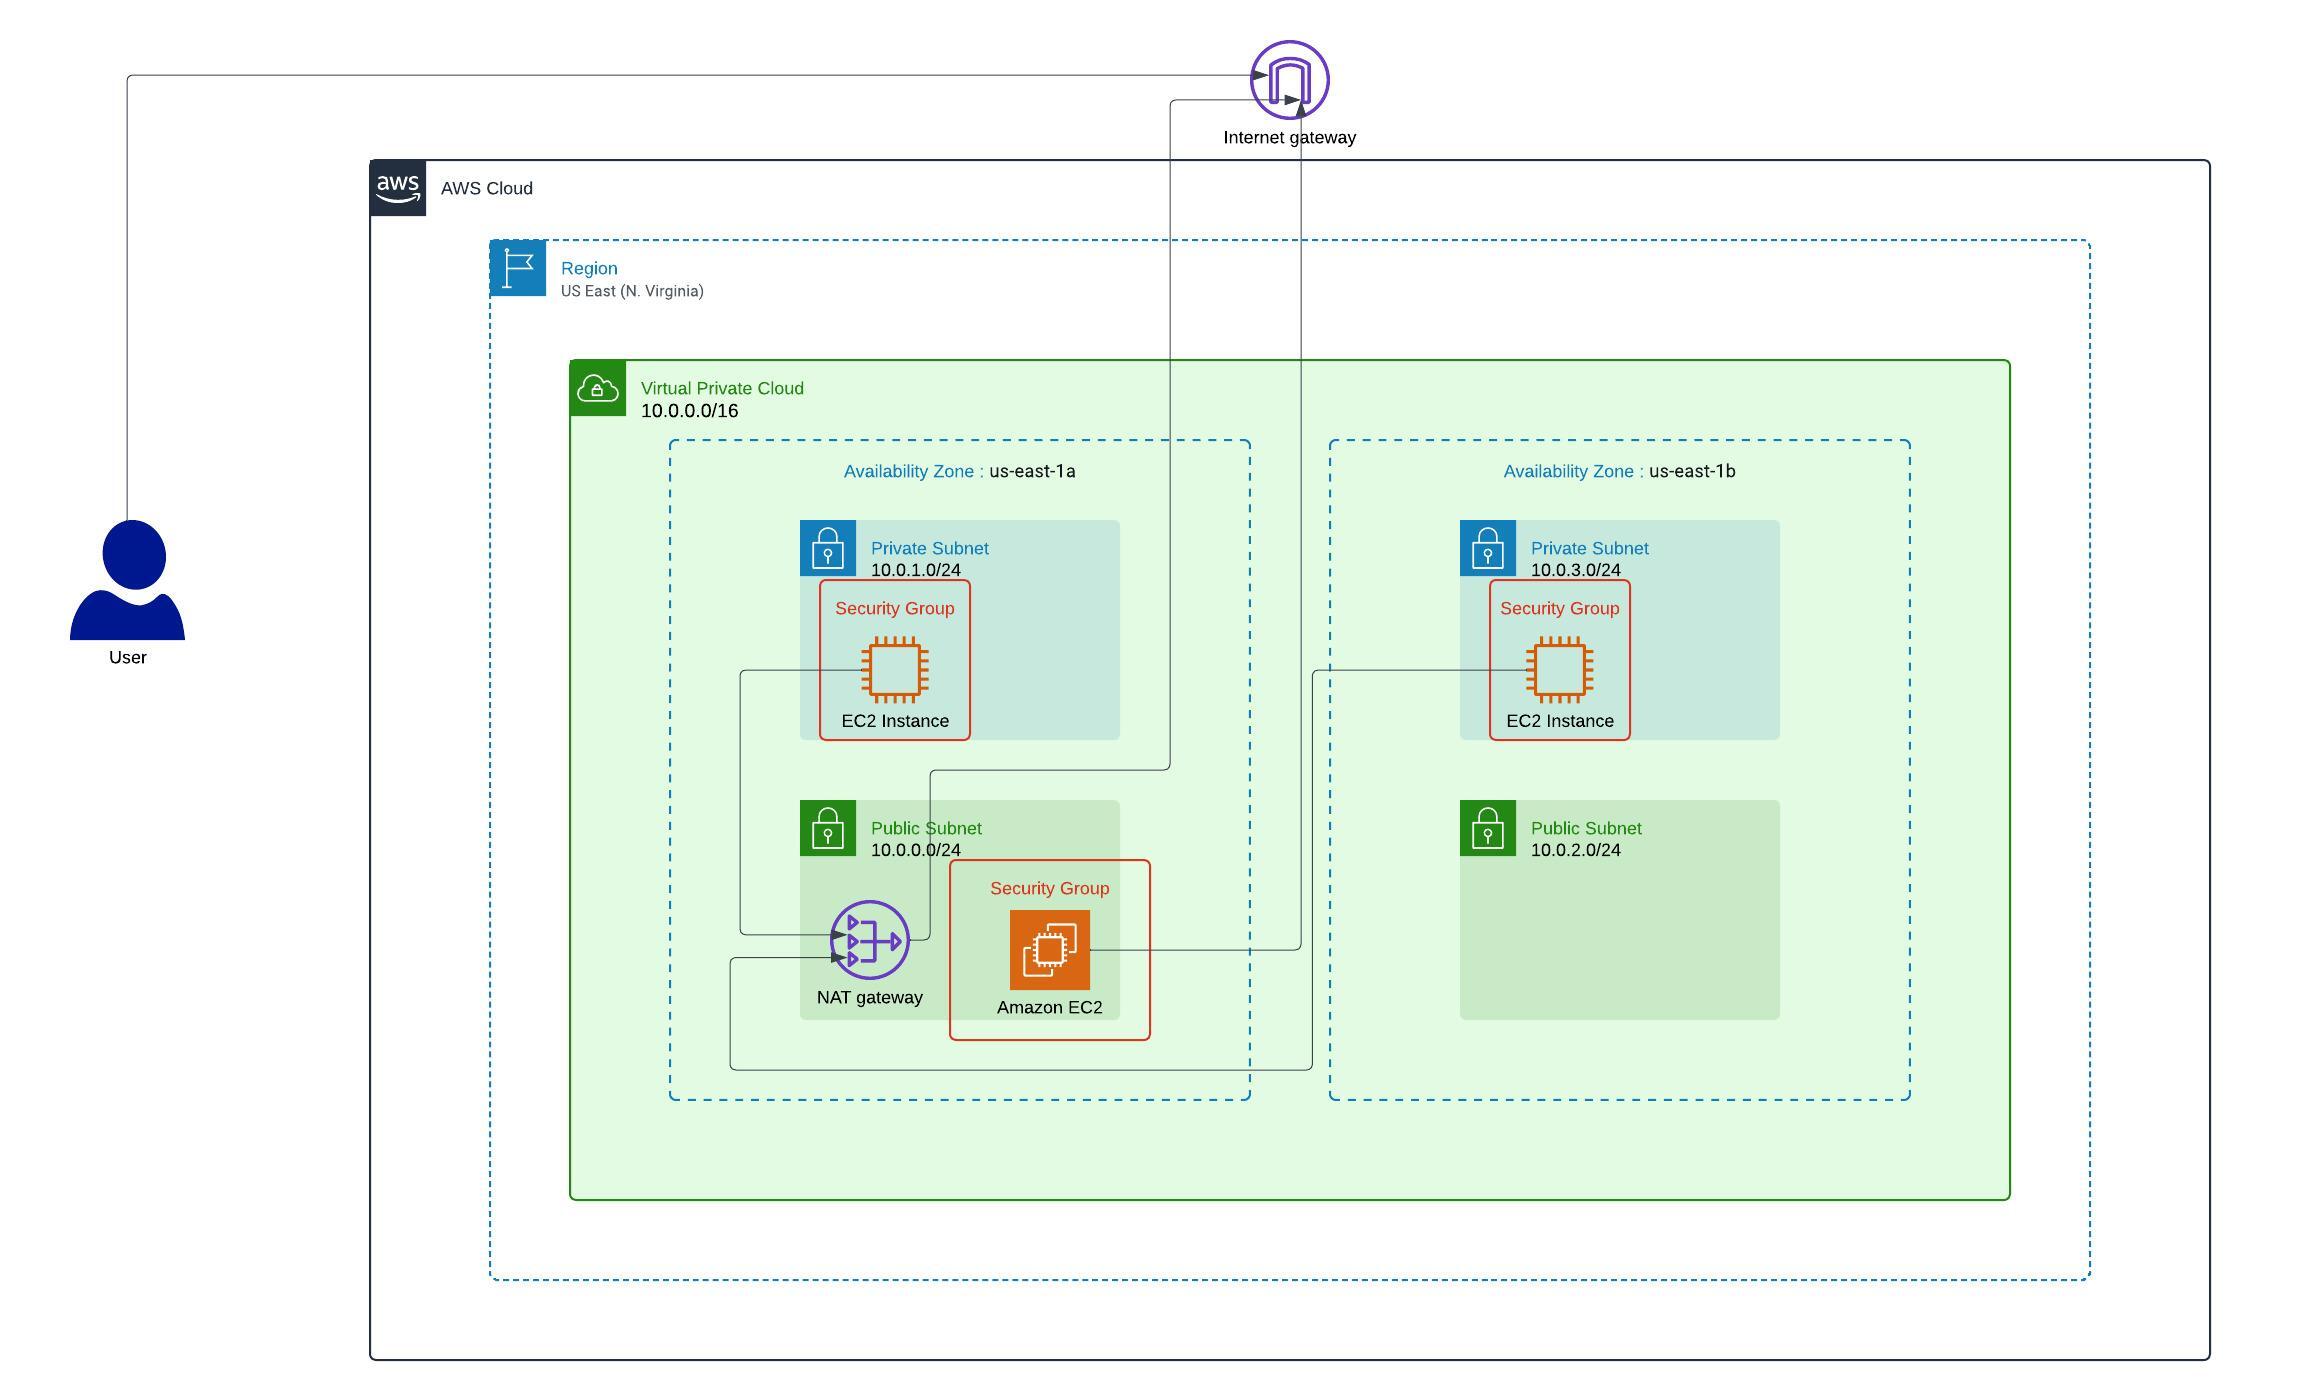 Internet gateway
aws
AWS Cloud
Region
US East (N. Virginia)
Virtual Private Cloud
10.0.0.0/16
Availability Zone : us-east-1a
Availability Zone : us-east-1b
Private Subnet
10.0.1.0/24
Security Group
EC2 Instance
Private Subnet
10.0.3.0/24
Security Group
EC2 Instance
User
Public Subnet
10.0.0.0/24
Security Group
NAT gateway
Amazon EC2
Public Subnet
10.0.2.0/24